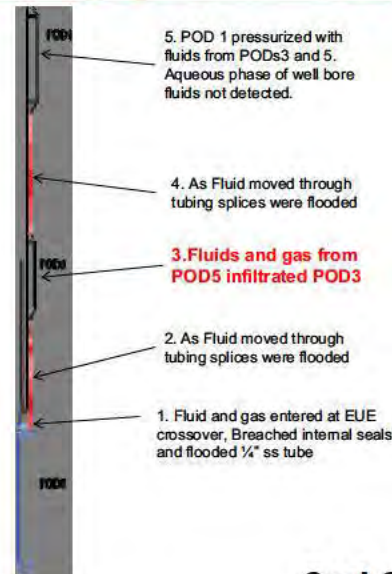 POD1
5. POD 1 pressurized with
fluids from PODs3 and 5.
Aqueous phase of well bore
fluids not detected.
4. As Fluid moved through
tubing splices were flooded
3.Fluids and gas from
POD5 infiltrated POD3
POD3
2. As Fluid moved through
tubing splices were flooded
1. Fluid and gas entered at EUE
crossover, Breached internal seals
and flooded ¼" ss tube
POD5